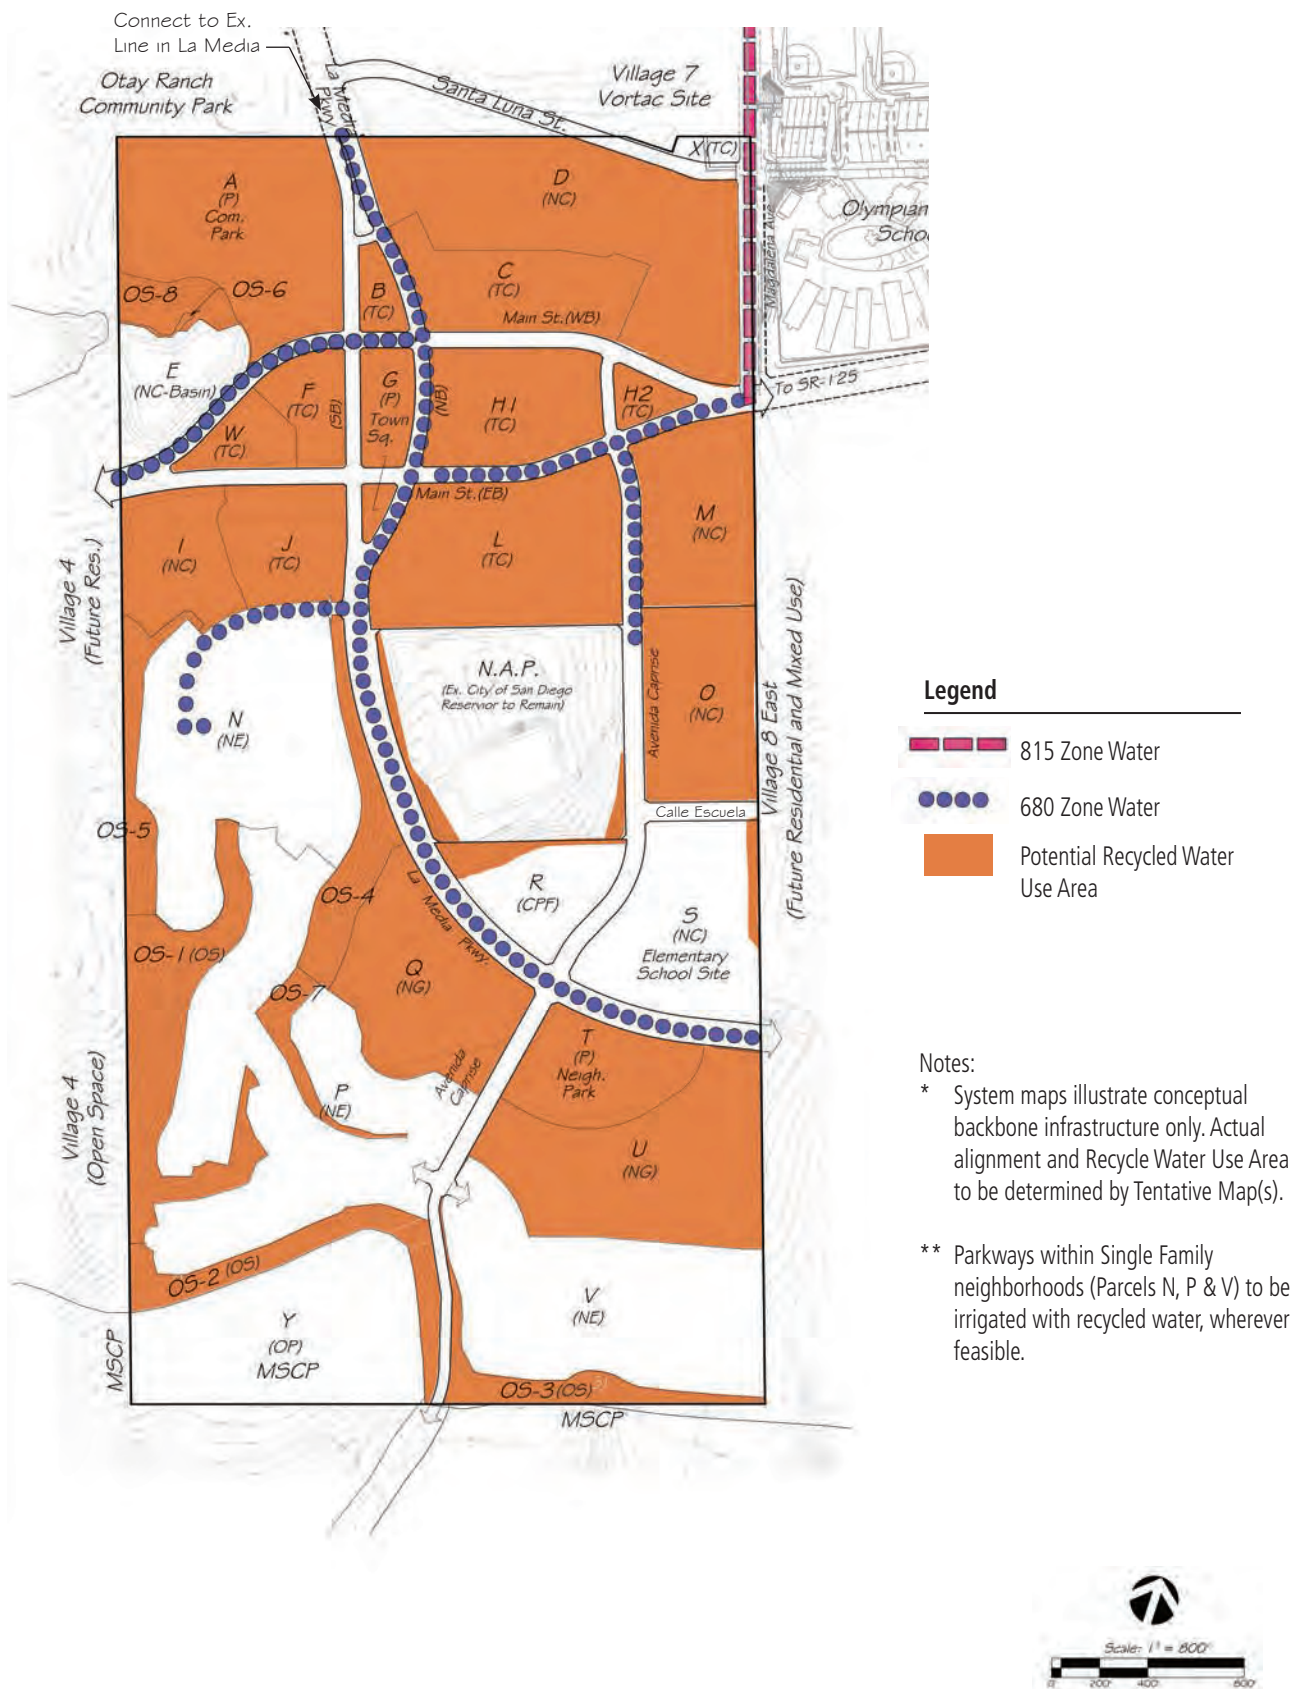 Connect to Ex.
Line in La Media
Otay Ranch
Community Park
La Media
Pkwy
Santa Luna St.
Village 7
Vortac Site
X (TC)
A
(P)
Com.
Park
D
(NC)
Olympian
Magdalena Ave
OS-8
OS-6
B
(TC)
C
(TC)
Main St. (WB)
E
(NC-Basin)
F
(TC)
(SB)
G
(P)
Town
Sq.
(NB)
H1
(TC)
H2
(TC)
To SR-125
W
(TC)
Main St. (EB)
I
(NC)
J
(TC)
L
(TC)
M
(NC)
Village 4
(Future Res.)
N.A.P.
(Ex. City of San Diego
Reservior to Remain)
Avenida Caprise
O
(NC)
Village 8 East
(Future Residential and Mixed Use)
N
(NE)
Calle Escuela
OS-5
OS-4
La Media Pkwy.
R
(CPF)
S
(NC)
Elementary
School Site
OS-1 (OS)
Q
(NG)
OS-7
T
(P)
Neigh.
Park
Avenida
Caprise
P
(NE)
Village 4
(Open Space)
U
(NG)
OS-2 (OS)
V
(NE)
Y
(OP)
MSCP
MSCP
OS-3 (OS)
MSCP
Legend
815 Zone Water
680 Zone Water
Potential Recycled Water
Use Area
Notes:
* System maps illustrate conceptual
backbone infrastructure only. Actual
alignment and Recycle Water Use Area
to be determined by Tentative Map(s).
** Parkways within Single Family
neighborhoods (Parcels N, P & V) to be
irrigated with recycled water, wherever
feasible.
Scale: 1" = 800'
0 200' 400' 800'